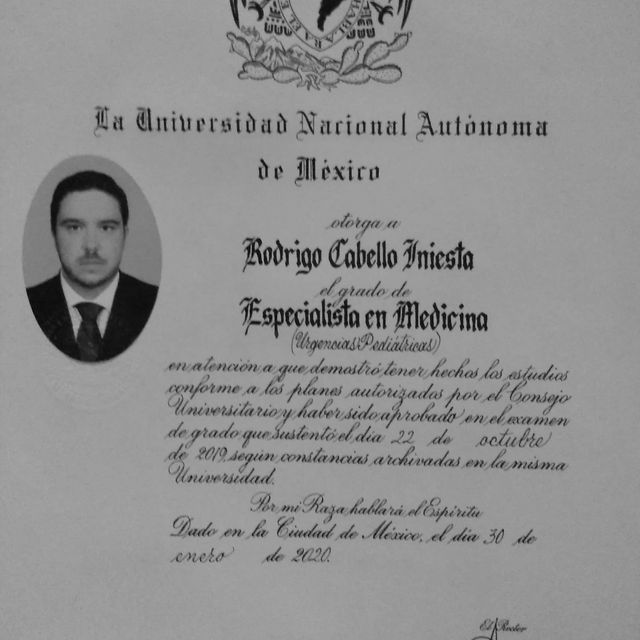 HABLARA EL E
La Universidad Nacional Autónoma
de México
otorga a
Rodrigo Cabello Iniesta
el grado de
Especialista en Medicina
(Urgencias Pediátricas)
en atención a que demostró tener hechos los estudios
conforme a los planes autorizados por el Consejo
Universitario y haber sido aprobado en el examen
de grado que sustentó el día 22 de octubre
de 2019, según constancias archivadas en la misma
Universidad.
Por mi Raza hablará el Espíritu
Dado en la Ciudad de México, el día 30 de
enero de 2020.
El Rector